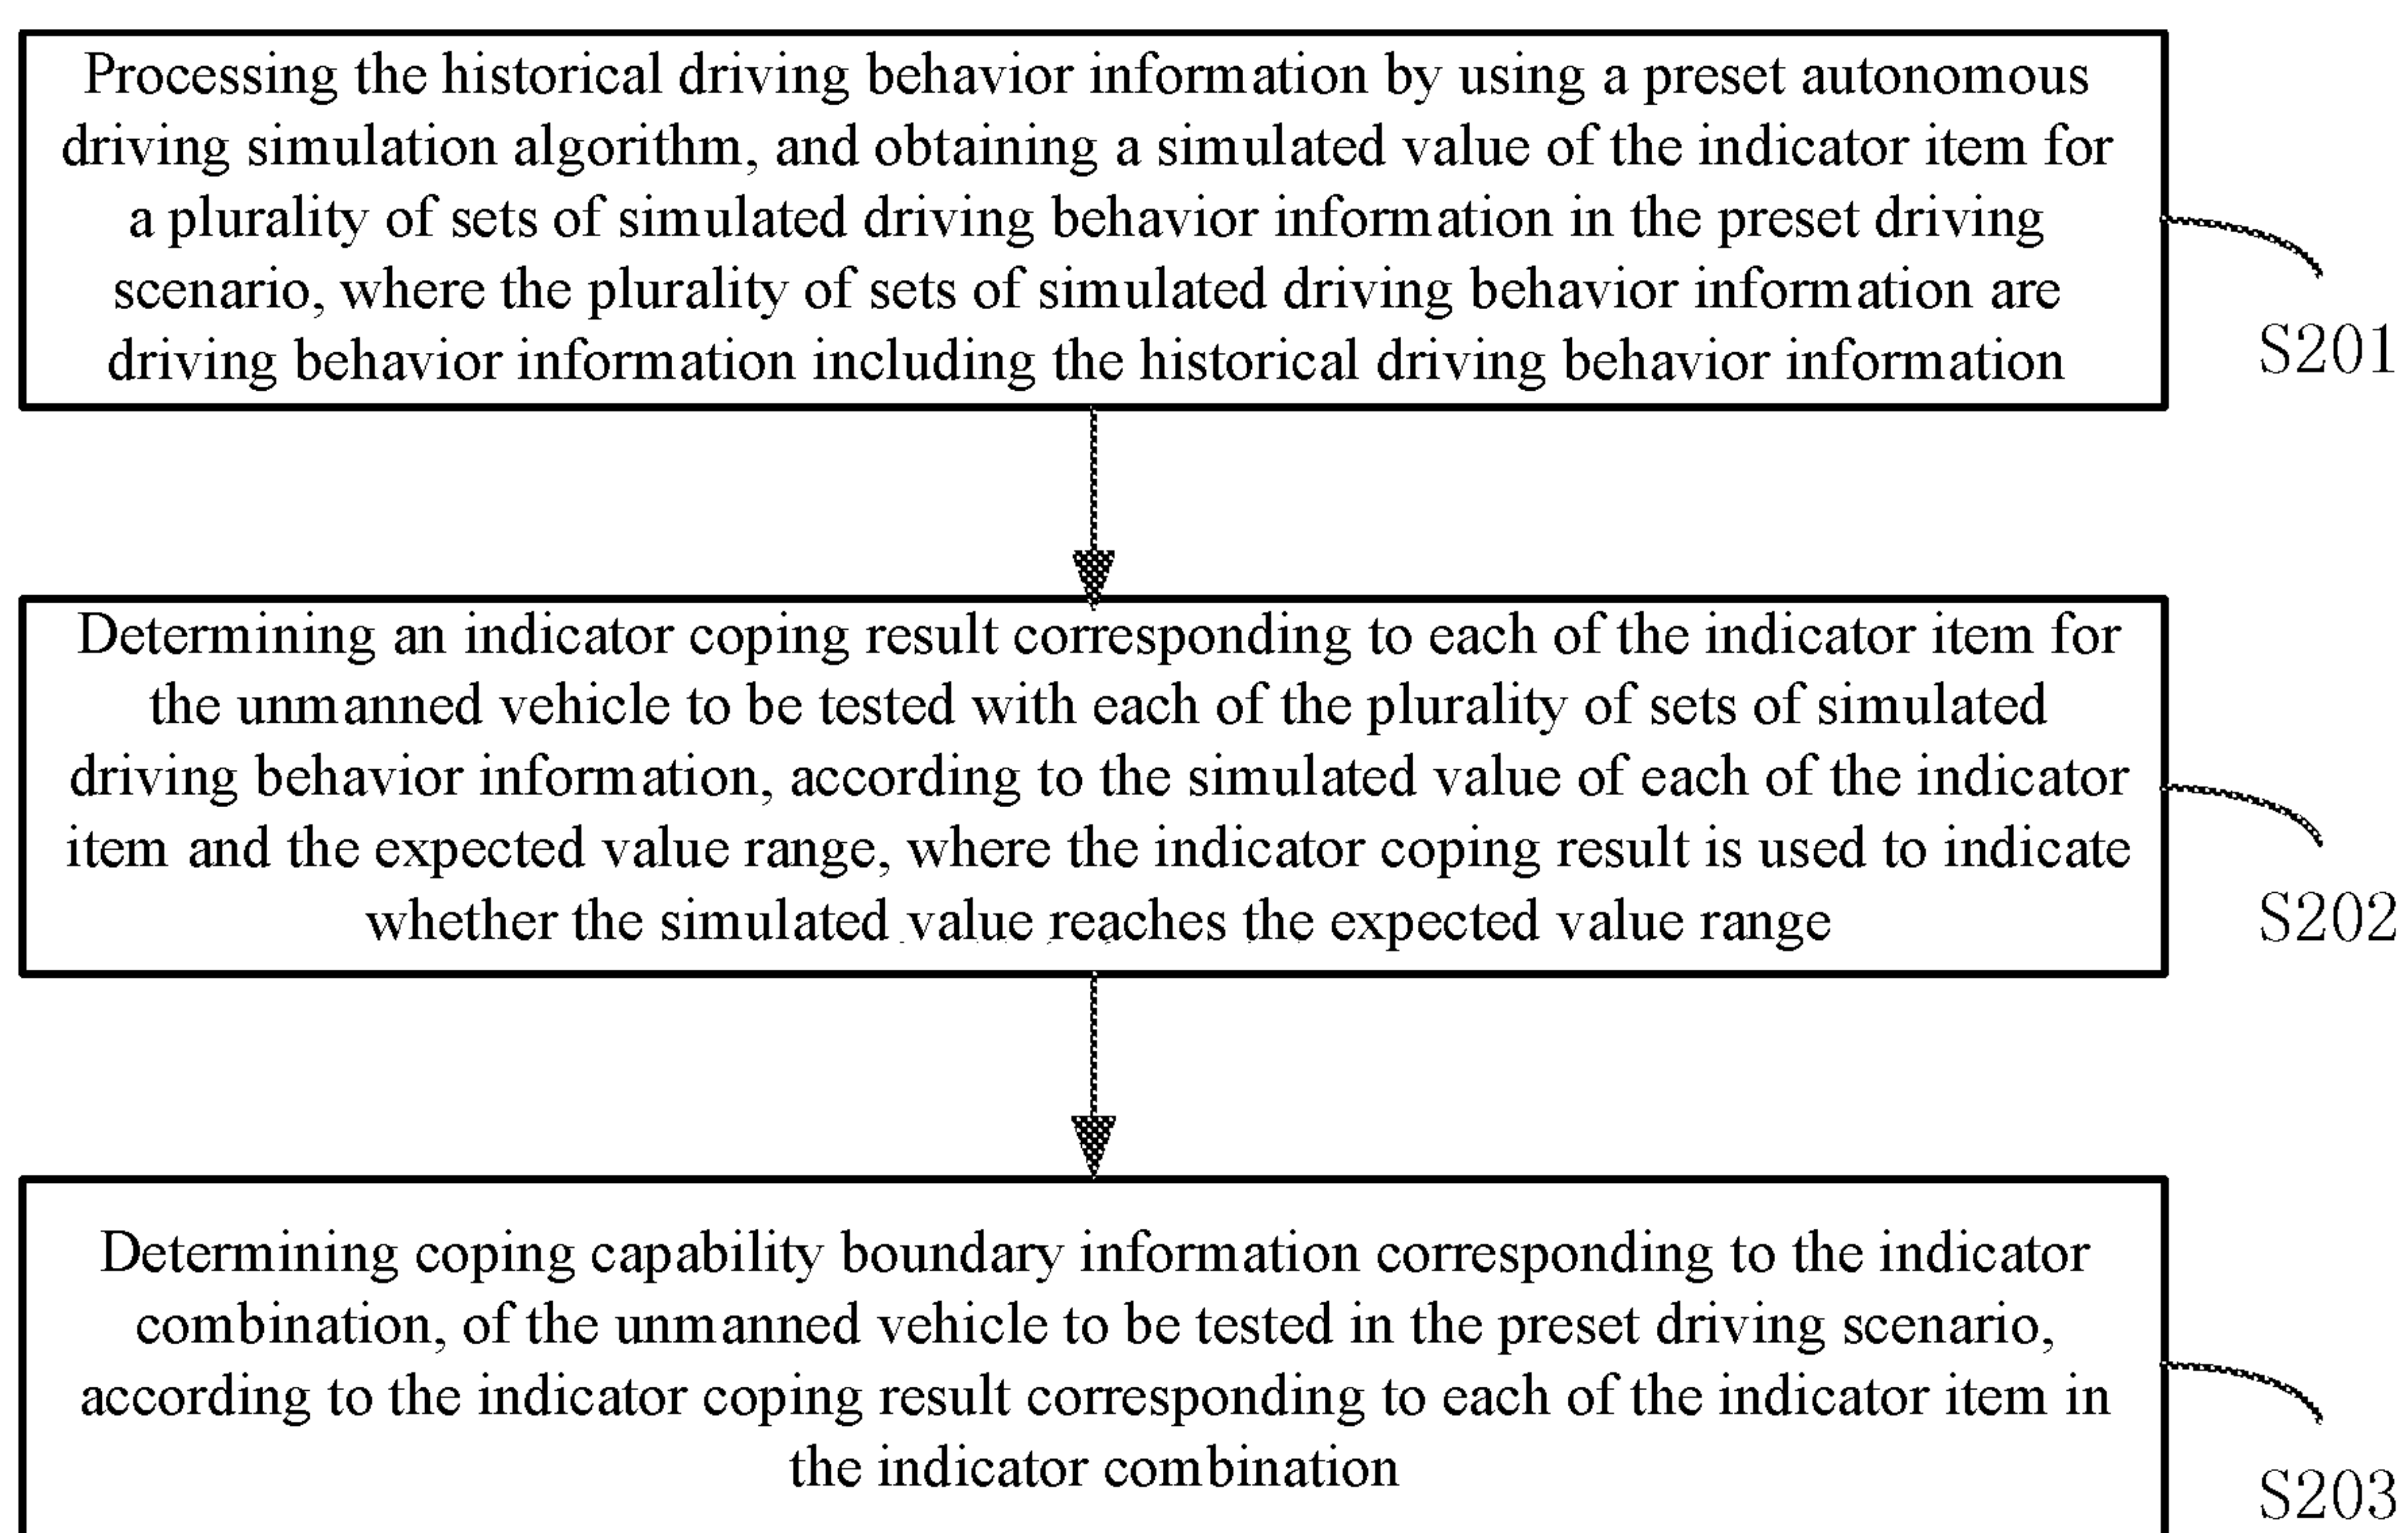 Processing the historical driving behavior information by using a preset autonomous
driving simulation algorithm, and obtaining a simulated value of the indicator item for
a plurality of sets of simulated driving behavior information in the preset driving
scenario, where the plurality of sets of simulated driving behavior information are
driving behavior information including the historical driving behavior information
S201
Determining an indicator coping result corresponding to each of the indicator item for
the unmanned vehicle to be tested with each of the plurality of sets of simulated
driving behavior information, according to the simulated value of each of the indicator
item and the expected value range, where the indicator coping result is used to indicate
whether the simulated value reaches the expected value range
S202
Determining coping capability boundary information corresponding to the indicator
combination, of the unmanned vehicle to be tested in the preset driving scenario,
according to the indicator coping result corresponding to each of the indicator item in
the indicator combination
S203